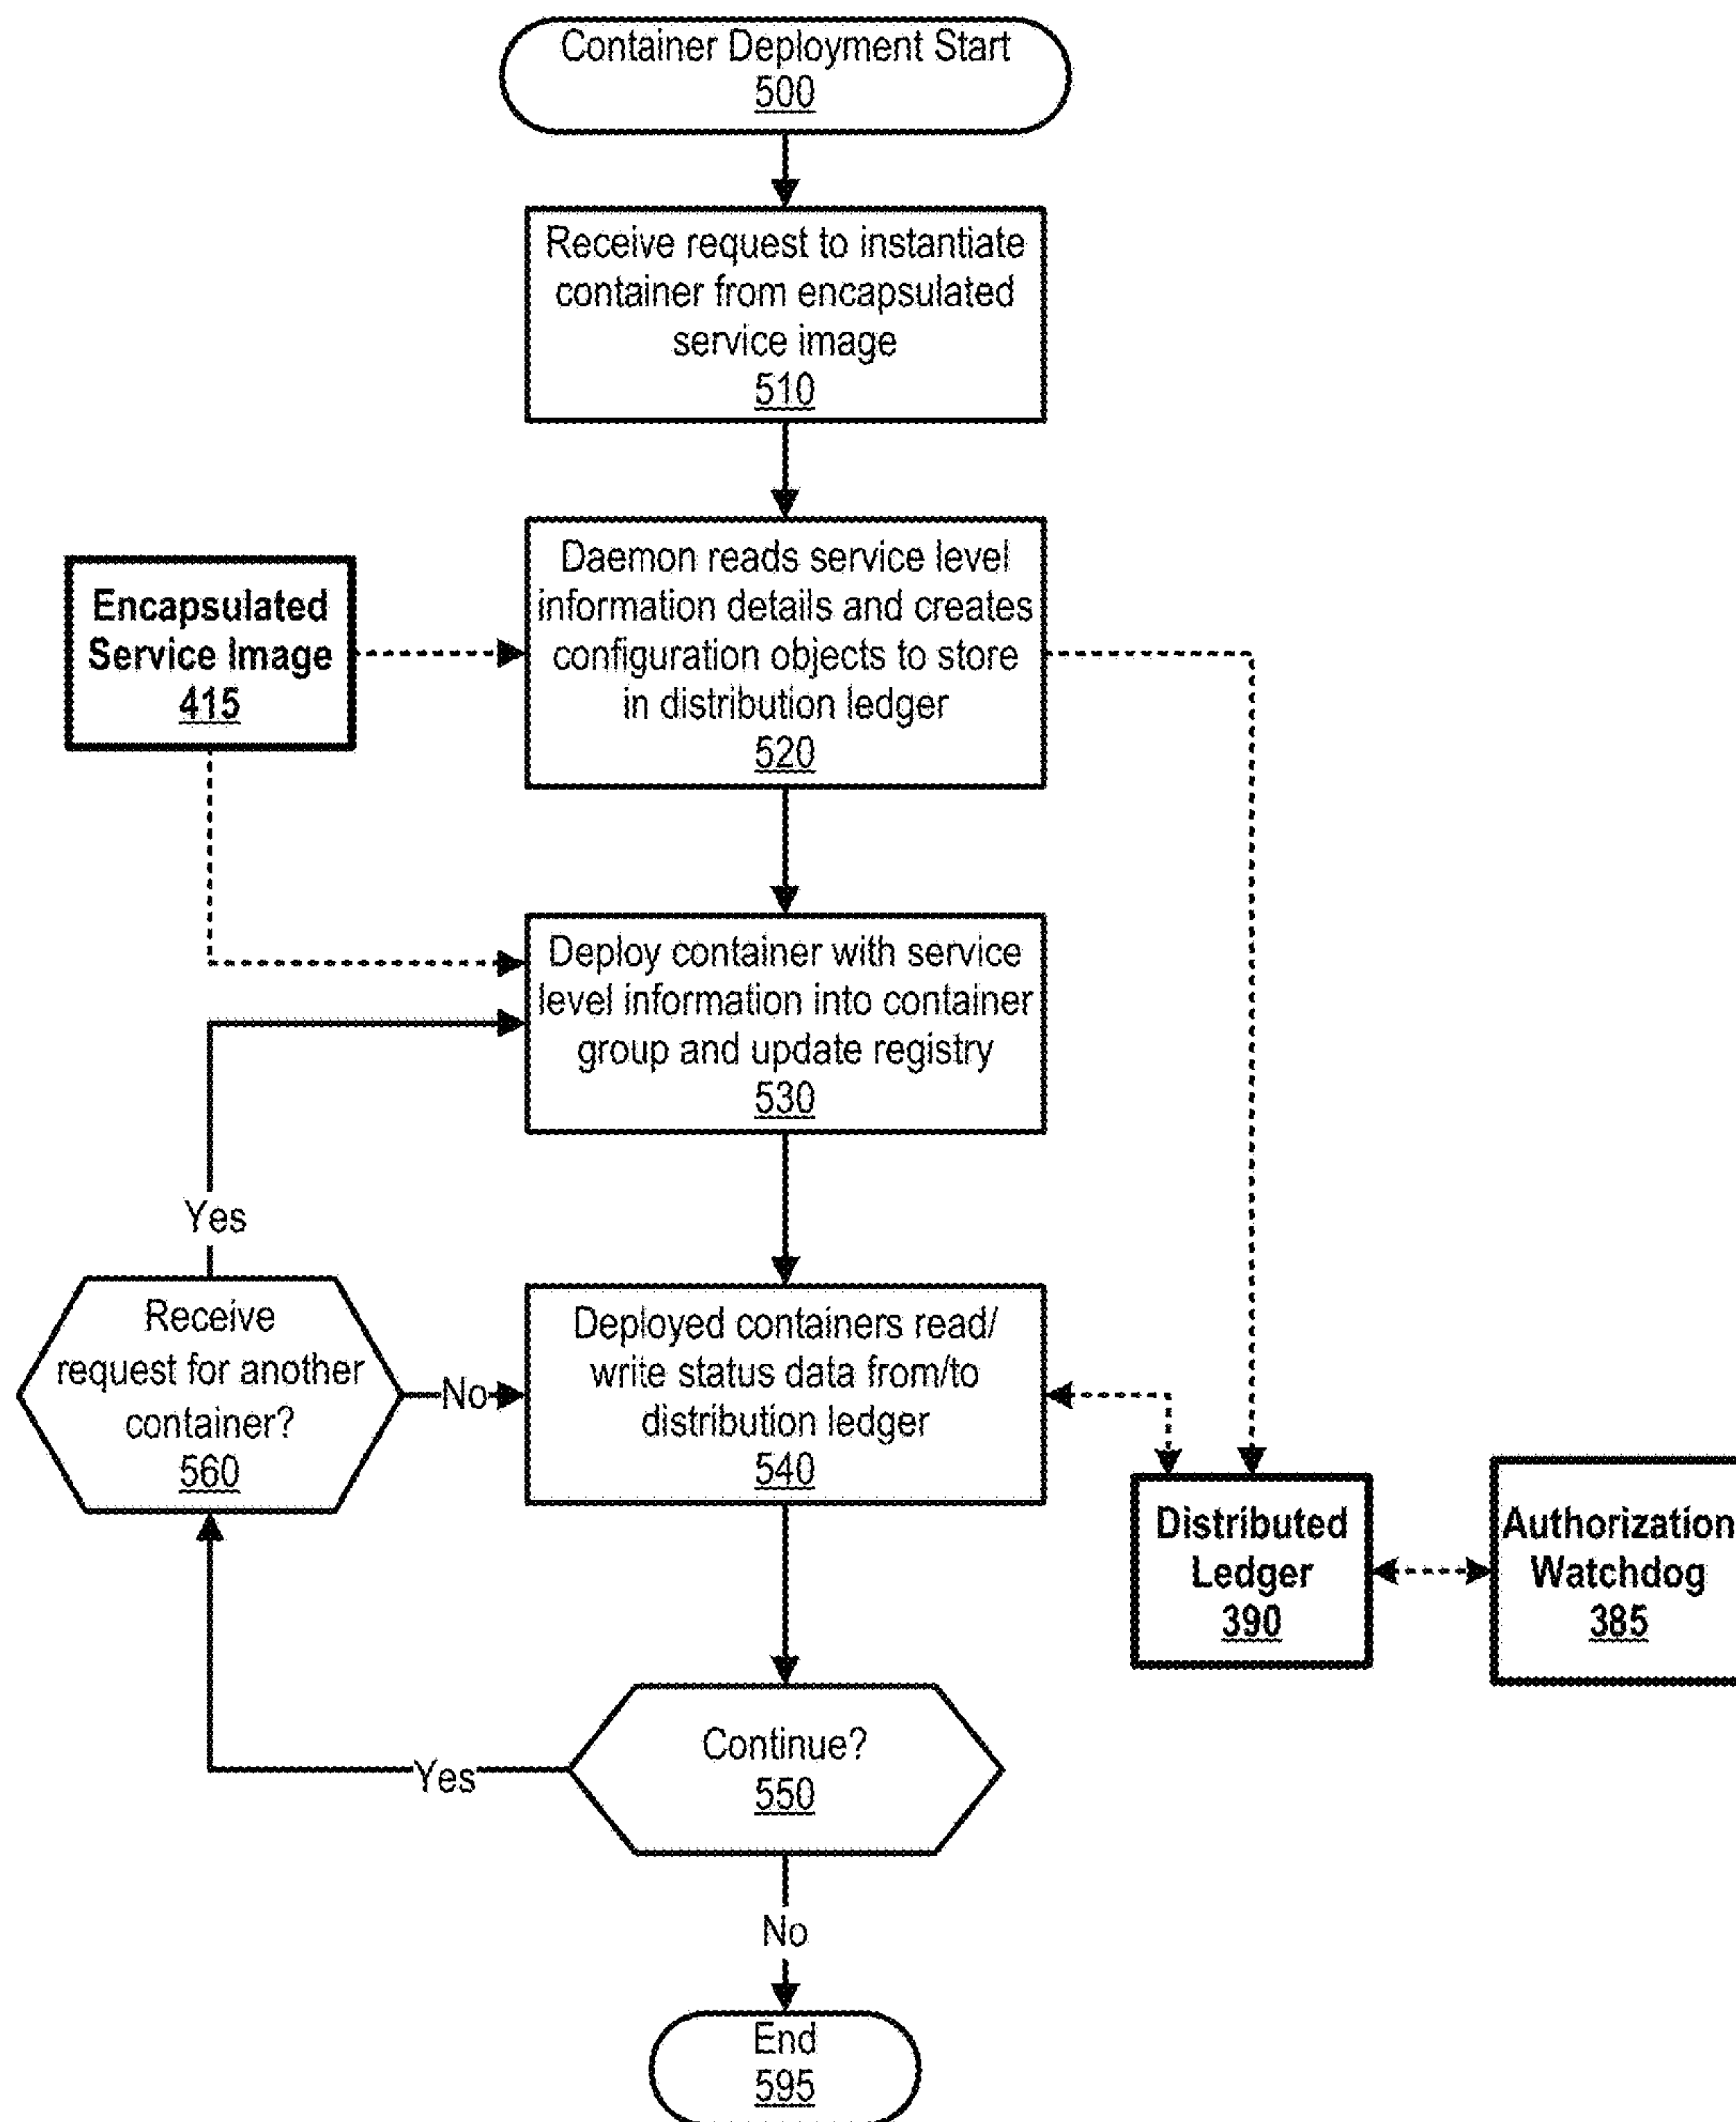 Container Deployment Start
500
Receive request to instantiate
container from encapsulated
service image
510
Daemon reads service level
information details and creates
configuration objects to store
in distribution ledger
520
Encapsulated
Service Image
415
Deploy container with service
level information into container
group and update registry
530
Yes
Receive
request for another
container?
560
No
Deployed containers read/
write status data from/to
distribution ledger
540
Distributed
Ledger
390
Authorization
Watchdog
385
Continue?
550
Yes
No
End
595